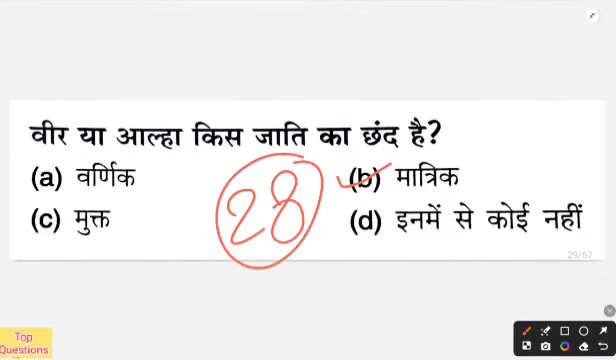 वीर या आल्हा किस जाति का छंद है?
(a) वर्णिक (b) मात्रिक
(c) मुक्त (d) इनमें से कोई नहीं
28
29/67
Top
Questions